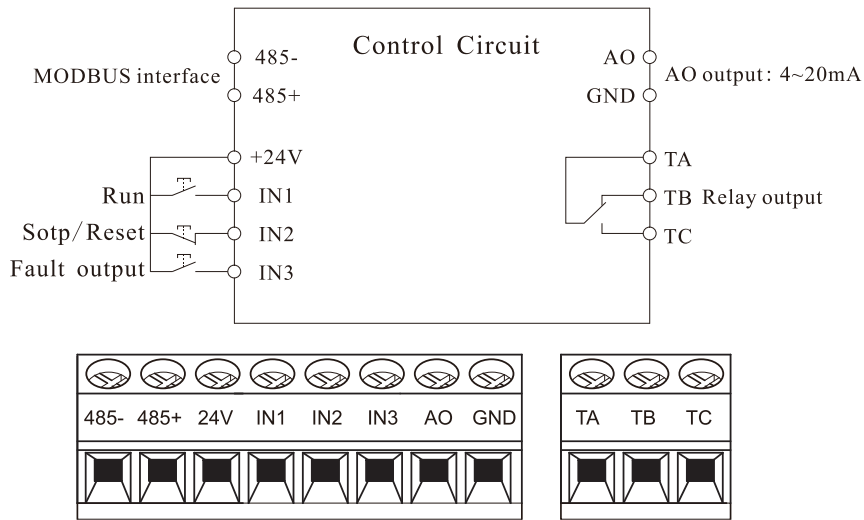 Control Circuit
MODBUS interface
485-
485+
+24V
Run
IN1
Sotp/Reset
IN2
Fault output
IN3
AO
GND
AO output: 4~20mA
TA
TB Relay output
TC
485- 485+ 24V IN1 IN2 IN3 AO GND
TA TB TC